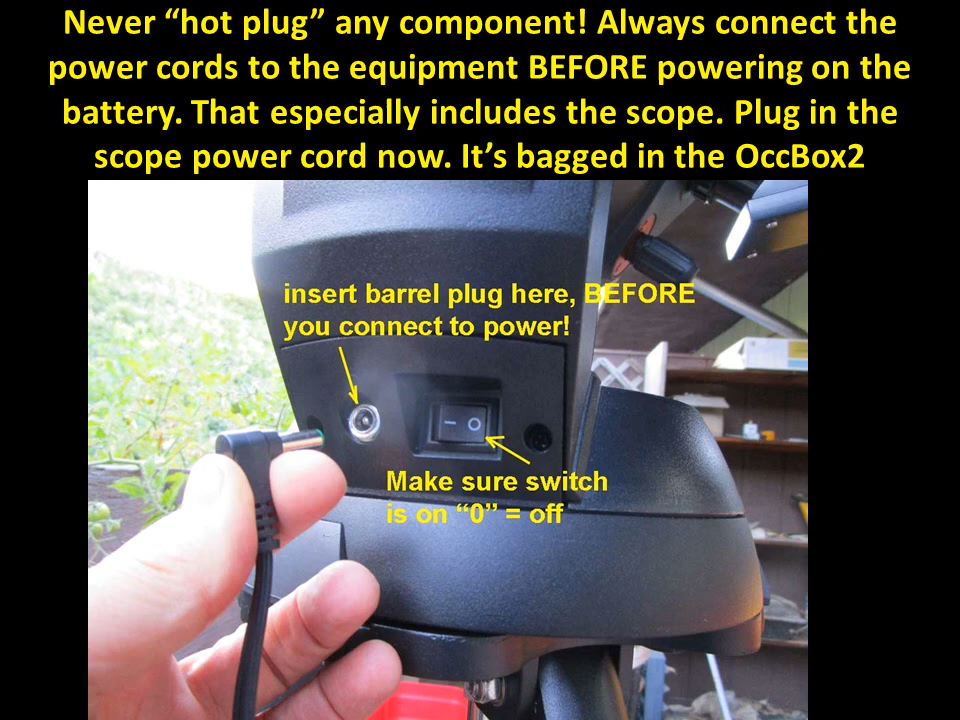 Never “hot plug” any component! Always connect the
power cords to the equipment BEFORE powering on the
battery. That especially includes the scope. Plug in the
scope power cord now. It’s bagged in the OccBox2
insert barrel plug here, BEFORE
you connect to power!
Make sure switch
is on “0” = off